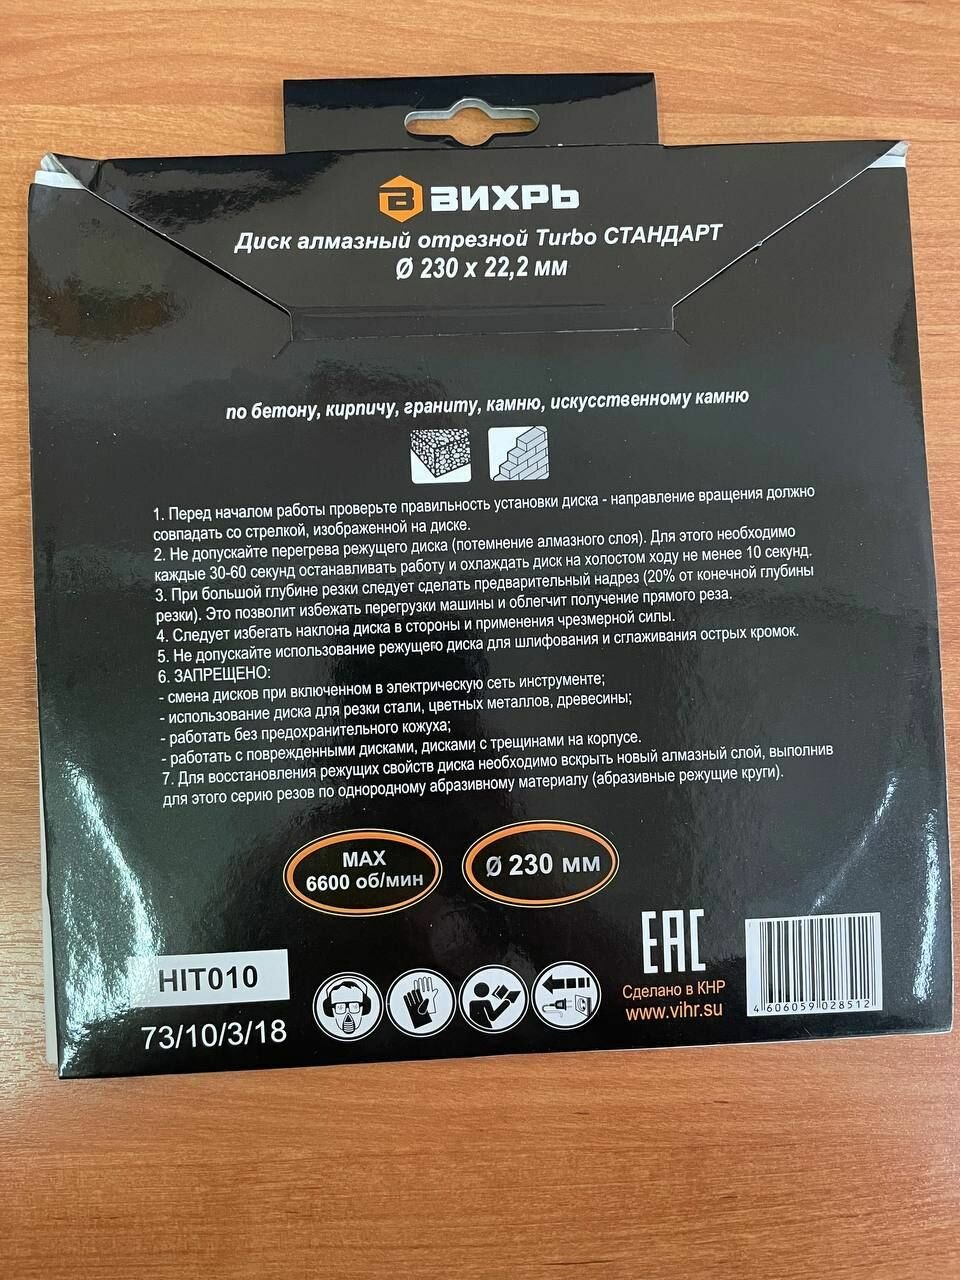 ВИХРЬ
Диск алмазный отрезной Turbo СТАНДАРТ
Ø 230 x 22,2 мм
по бетону, кирпичу, граниту, камню, искусственному камню
1. Перед началом работы проверьте правильность установки диска - направление вращения должно
совпадать со стрелкой, изображенной на диске.
2. Не допускайте перегрева режущего диска (потемнение алмазного слоя). Для этого необходимо
каждые 30-60 секунд останавливать работу и охлаждать диск на холостом ходу не менее 10 секунд.
3. При большой глубине резки следует сделать предварительный надрез (20% от конечной глубины
резки). Это позволит избежать перегрузки машины и облегчит получение прямого реза.
4. Следует избегать наклона диска в стороны и применения чрезмерной силы.
5. Не допускайте использование режущего диска для шлифования и сглаживания острых кромок.
6. ЗАПРЕЩЕНО:
- смена дисков при включенном в электрическую сеть инструменте;
- использование диска для резки стали, цветных металлов, древесины;
- работать без предохранительного кожуха;
- работать с поврежденными дисками, дисками с трещинами на корпусе.
7. Для восстановления режущих свойств диска необходимо вскрыть новый алмазный слой, выполнив
для этого серию резов по однородному абразивному материалу (абразивные режущие круги).
MAX
6600 об/мин
Ø 230 мм
HIT010
73/10/3/18
EAC
Сделано в КНР
www.vihr.su
4 606059 028512